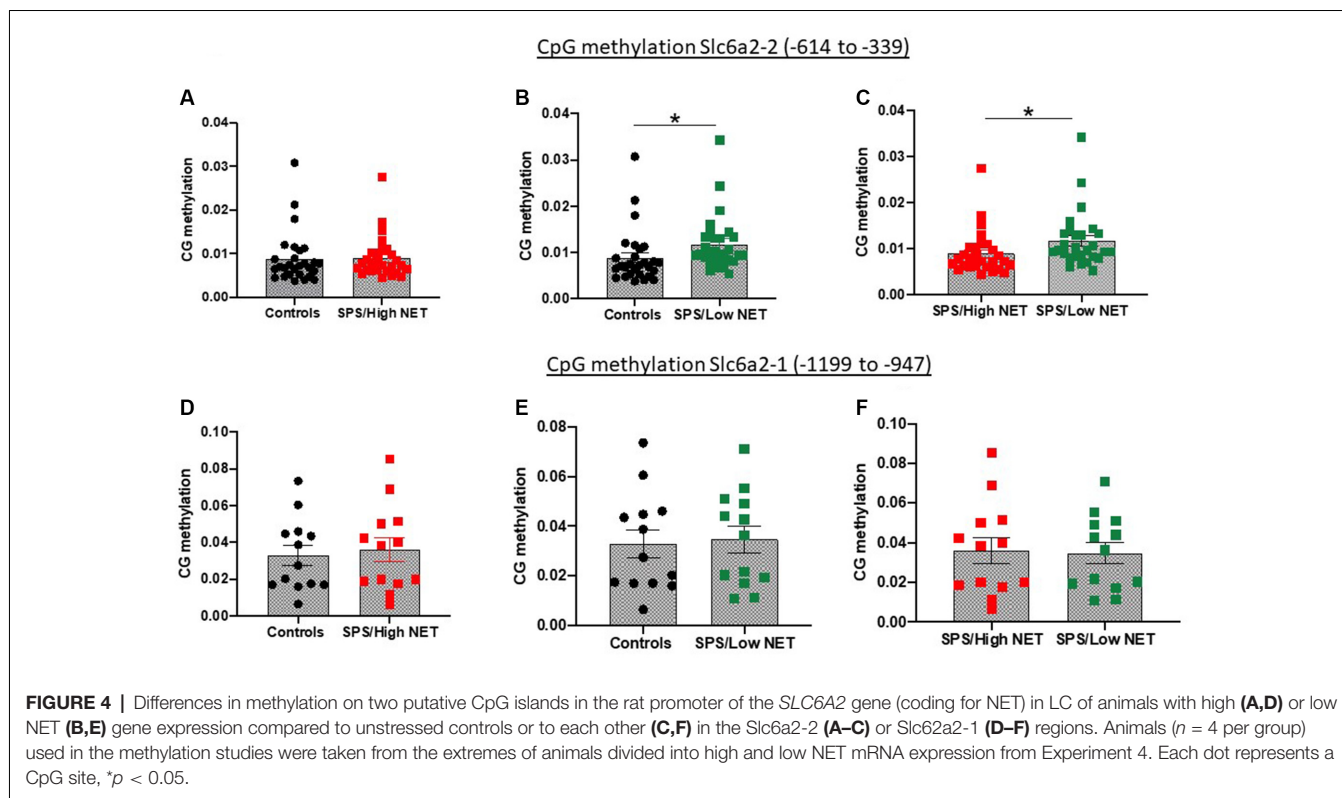 CpG methylation Slc6a2-2 (-614 to -339)
A
CG methylation
0.04
0.03
0.02
0.01
0.00
Controls
SPS/High NET
B
*
CG methylation
0.04
0.03
0.02
0.01
0.00
Controls
SPS/Low NET
C
*
CG methylation
0.04
0.03
0.02
0.01
0.00
SPS/High NET
SPS/Low NET
CpG methylation Slc6a2-1 (-1199 to -947)
D
CG methylation
0.10
0.08
0.06
0.04
0.02
0.00
Controls
SPS/High NET
E
CG methylation
0.08
0.06
0.04
0.02
0.00
Controls
SPS/Low NET
F
CG methylation
0.10
0.08
0.06
0.04
0.02
0.00
SPS/High NET
SPS/Low NET
FIGURE 4 | Differences in methylation on two putative CpG islands in the rat promoter of the SLC6A2 gene (coding for NET) in LC of animals with high (A,D) or low
NET (B,E) gene expression compared to unstressed controls or to each other (C,F) in the Slc6a2-2 (A–C) or Slc62a2-1 (D–F) regions. Animals (n = 4 per group)
used in the methylation studies were taken from the extremes of animals divided into high and low NET mRNA expression from Experiment 4. Each dot represents a
CpG site, *p < 0.05.